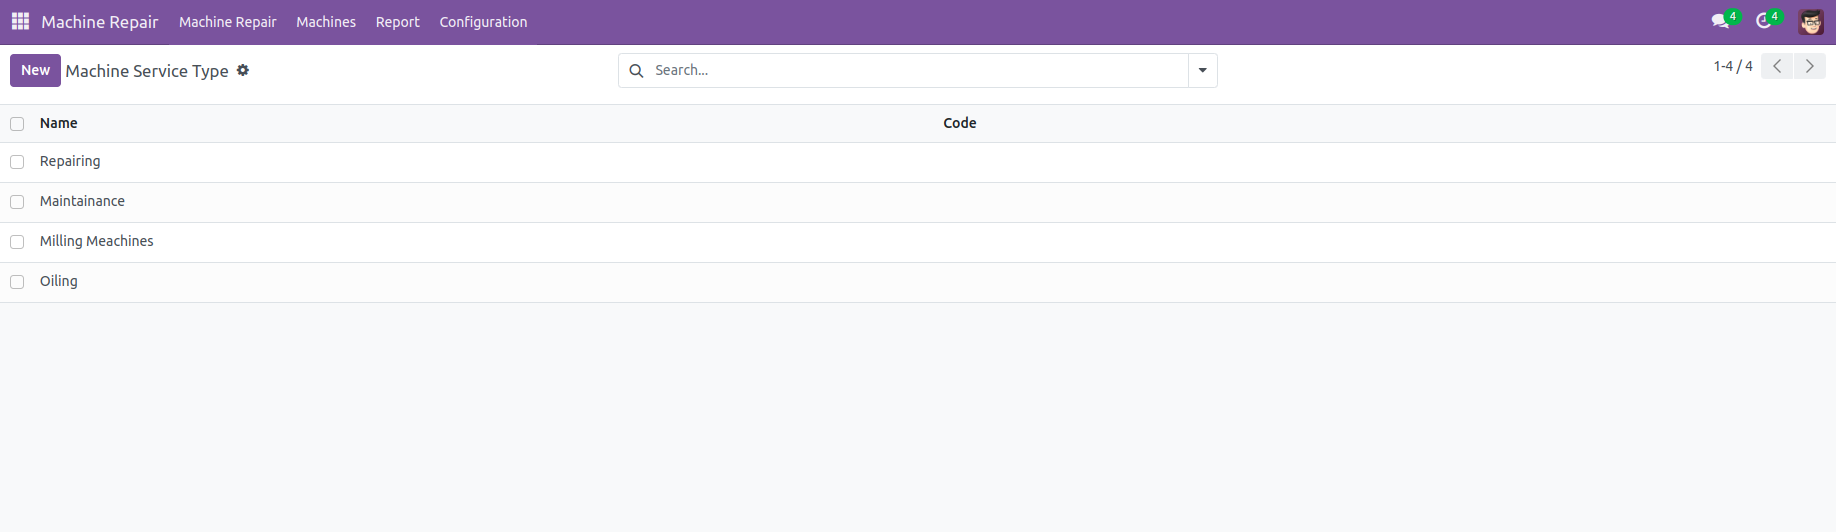 Machine Repair Machine Repair Machines Report Configuration 4 4
New Machine Service Type Search... 1-4 / 4
Name Code
Repairing
Maintainance
Milling Meachines
Oiling